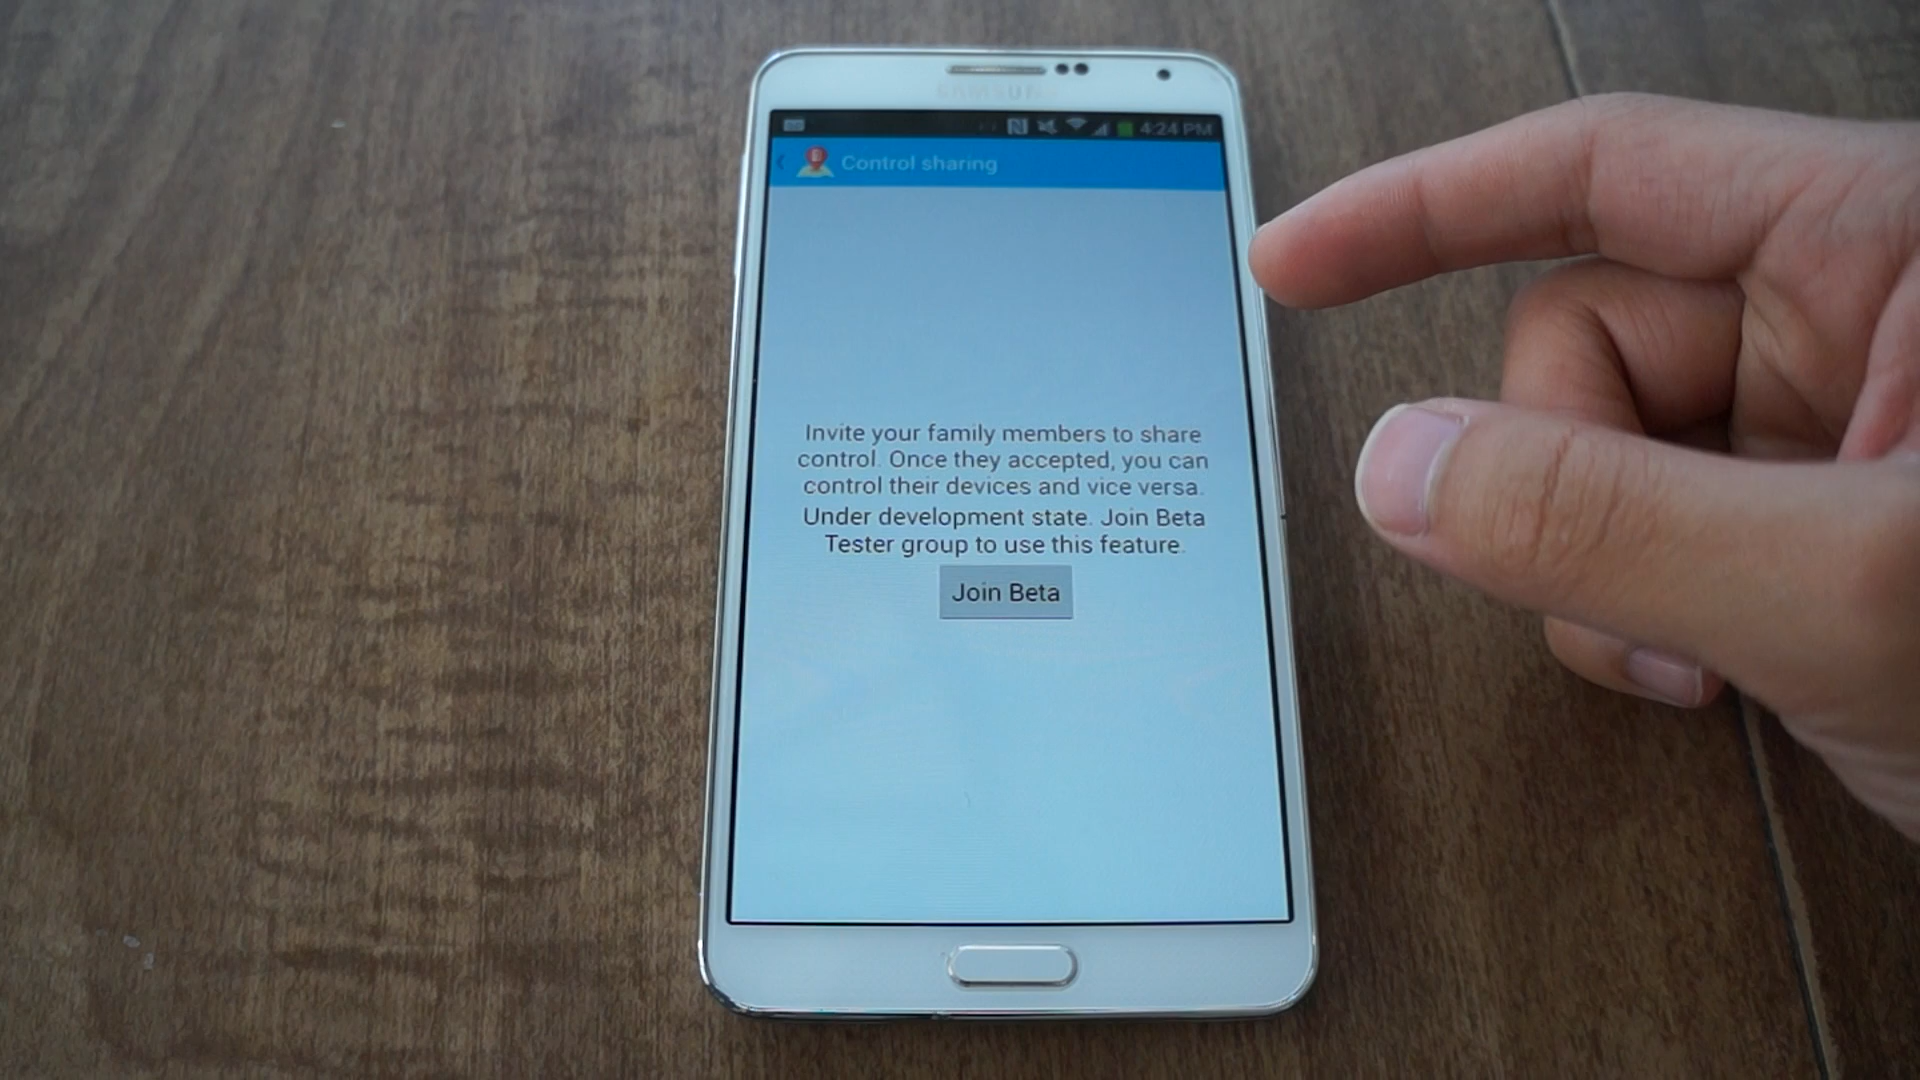 SAMSUNG
4:24 PM
Control sharing
Invite your family members to share
control. Once they accepted, you can
control their devices and vice versa.
Under development state. Join Beta
Tester group to use this feature.
Join Beta